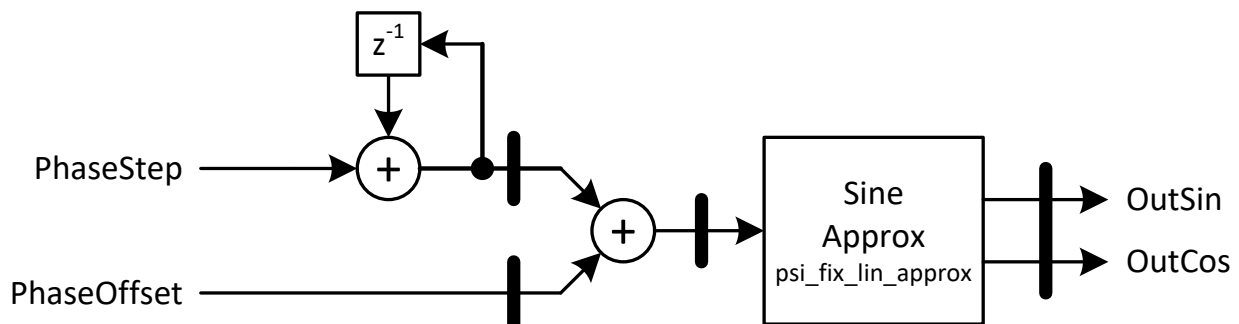 z⁻¹
PhaseStep
+
+
PhaseOffset
Sine
Approx
psi_fix_lin_approx
OutSin
OutCos